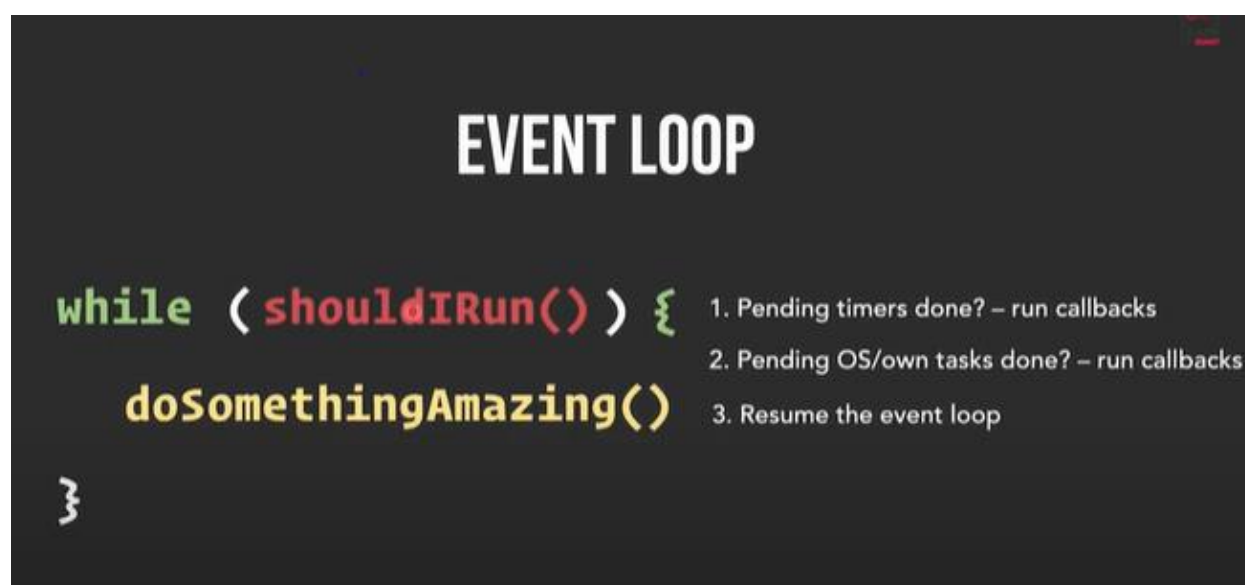 EVENT LOOP
while (shouldIRun()) {
1. Pending timers done? – run callbacks
2. Pending OS/own tasks done? – run callbacks
doSomethingAmazing()
3. Resume the event loop
}